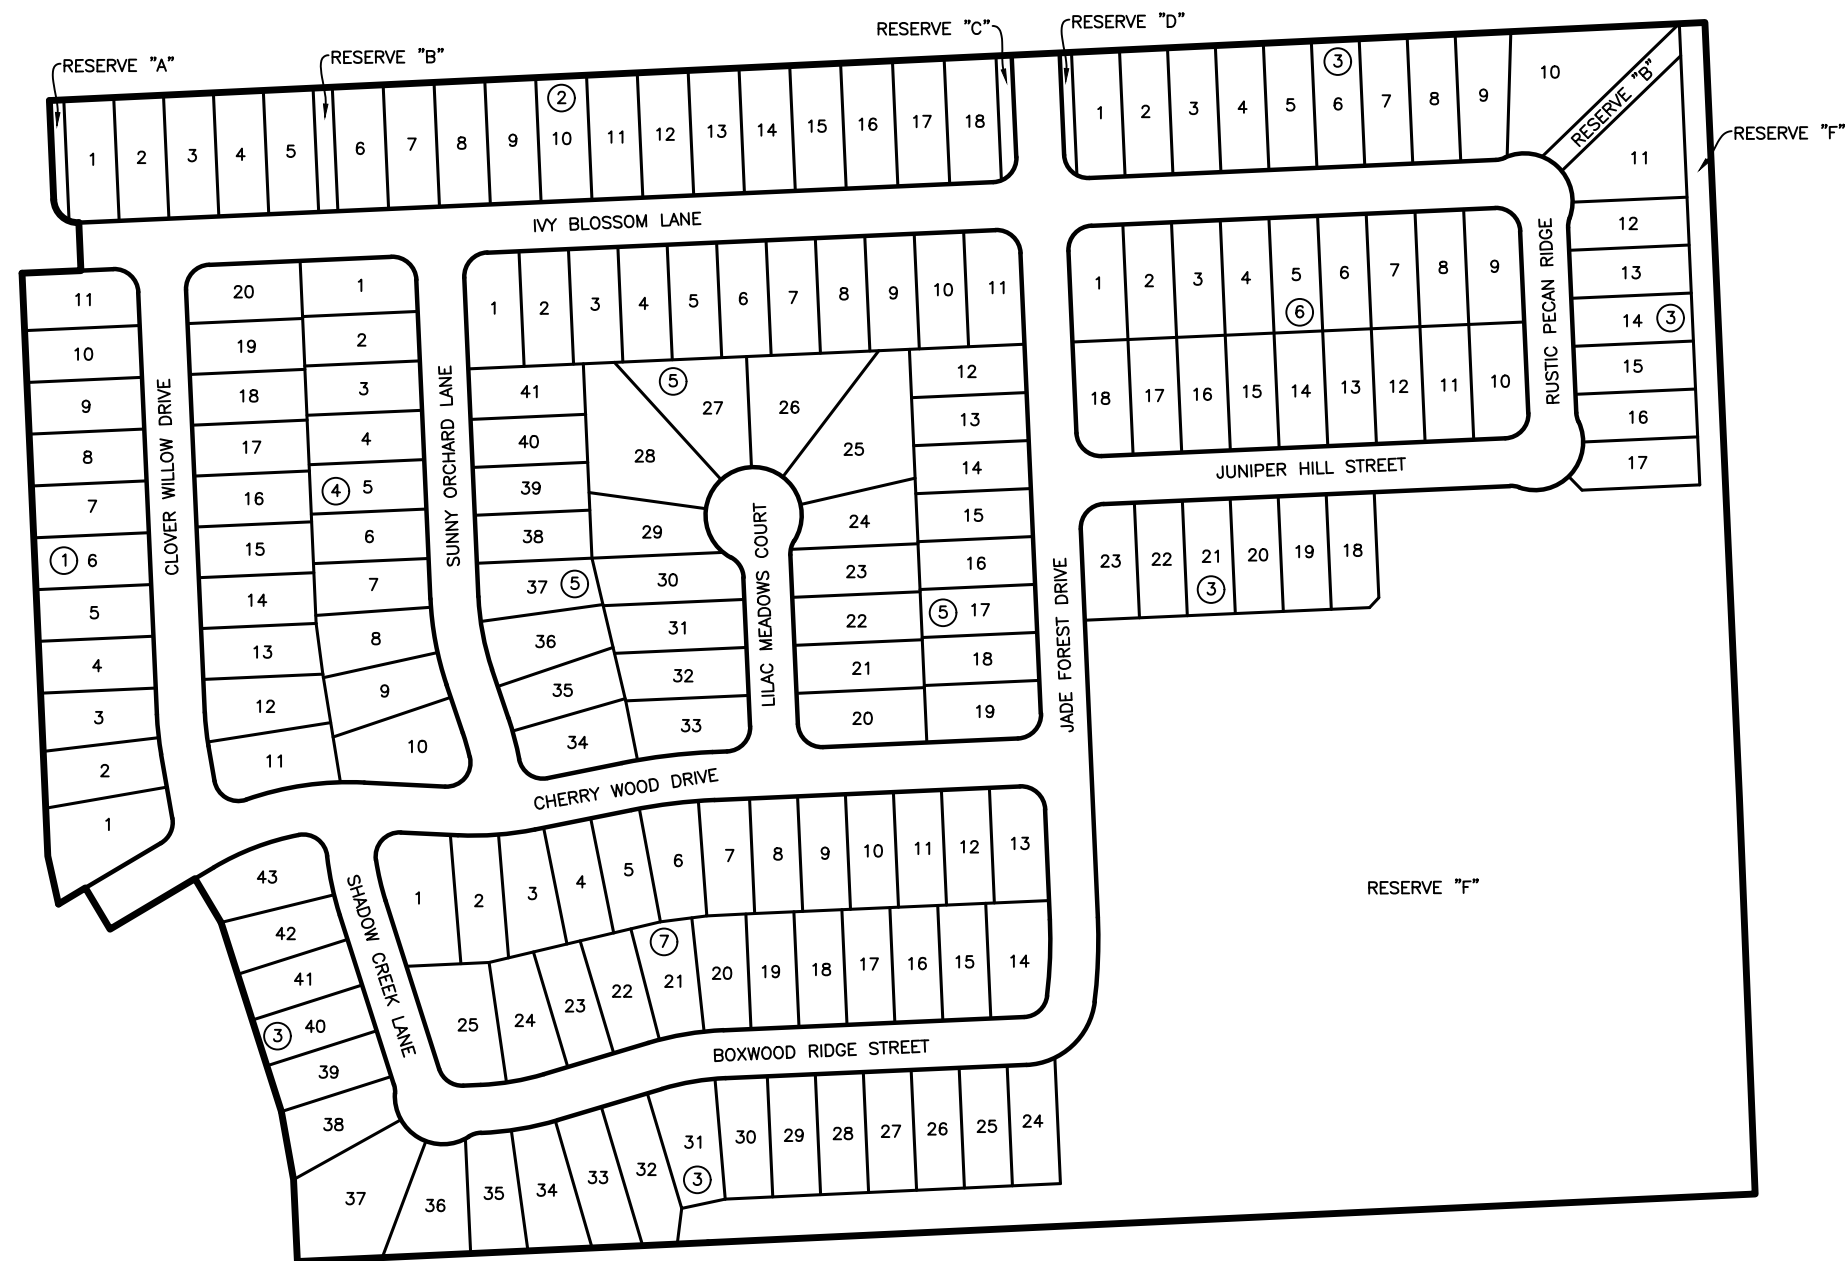 RESERVE "A"
RESERVE "B"
RESERVE "C"
RESERVE "D"
1 2 3 4 5 6 7 8 9 10 11 12 13 14 15 16 17 18
2
1 2 3 4 5 6 7 8 9 10
3
RESERVE "B"
RESERVE "F"
11
12
13
14 3
15
16
17
IVY BLOSSOM LANE
RUSTIC PECAN RIDGE
11
10
9
8
7
1 6
5
4
3
2
1
CLOVER WILLOW DRIVE
20
19
18
17
16
15
14
13
12
11
1
2
3
4
4 5
6
7
8
9
10
SUNNY ORCHARD LANE
1 2 3 4 5 6 7 8 9 10 11
41
40
39
38
37 5
36
35
34
5
28 27 26 25
29
30
31
32
33
LILAC MEADOWS COURT
24
23
22
21
20
12
13
14
15
16
5 17
18
19
JADE FOREST DRIVE
1 2 3 4 5 6 7 8 9
6
18 17 16 15 14 13 12 11 10
JUNIPER HILL STREET
23 22 21 20 19 18
3
CHERRY WOOD DRIVE
43
42
41
3 40
39
38
37
SHADOW CREEK LANE
1 2 3 4 5 6 7 8 9 10 11 12 13
7
25 24 23 22 21 20 19 18 17 16 15 14
BOXWOOD RIDGE STREET
36 35 34 33 32 31 30 29 28 27 26 25 24
3
RESERVE "F"